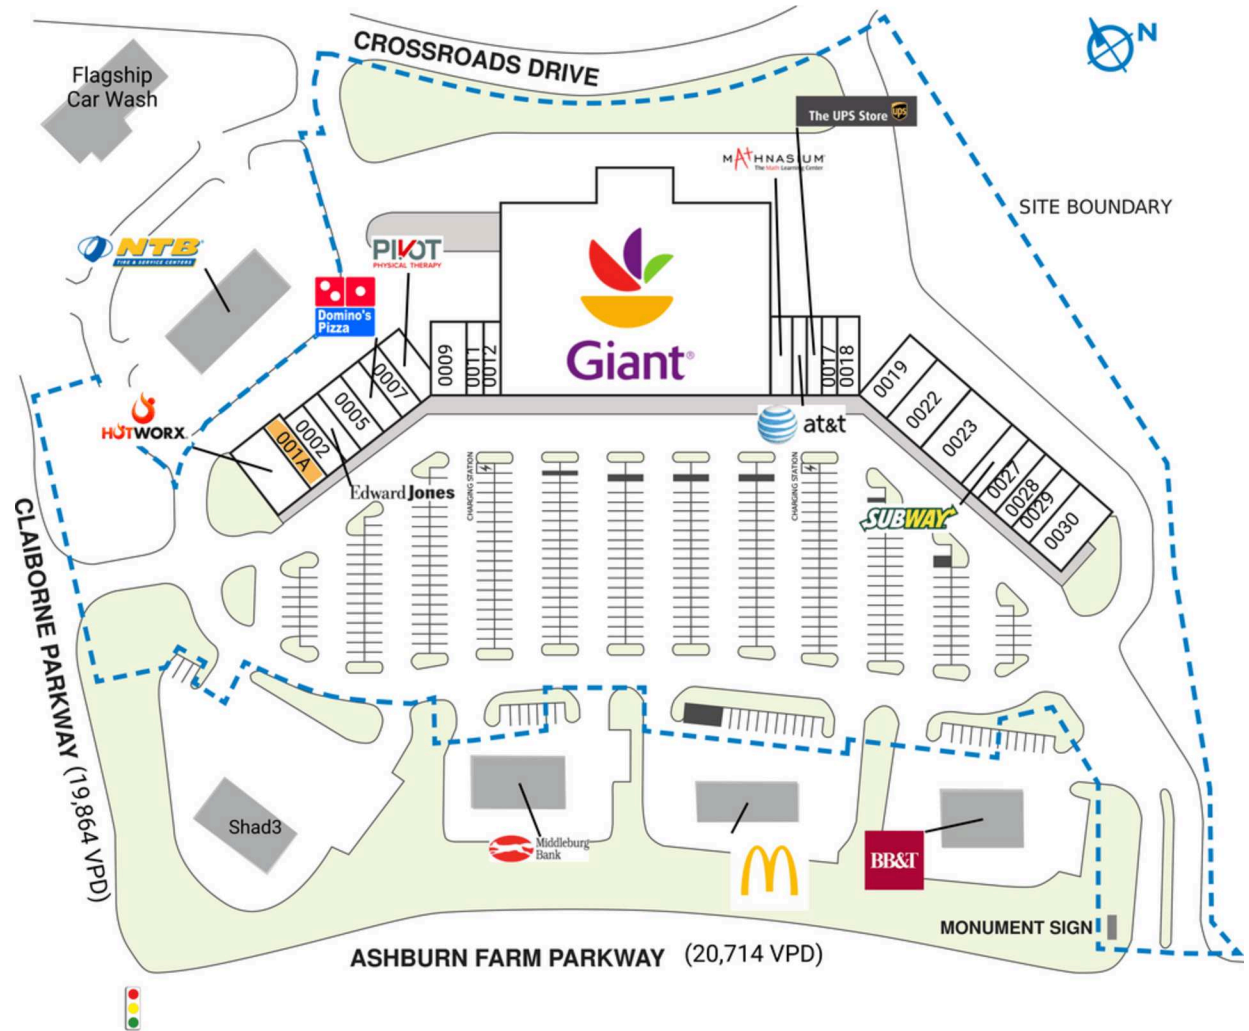 CROSSROADS DRIVE
N
Flagship
Car Wash
The UPS Store
ups
MATHNASIUM
The Math Learning Center
SITE BOUNDARY
NTB
TIRE & SERVICE CENTERS
PIVOT
PHYSICAL THERAPY
Domino's
Pizza
Giant
0009
0011
0012
0017
0018
0019
0022
0023
0027
0028
0029
0030
0007
0005
0002
001A
HOTWORX
at&t
Edward Jones
CHARGING STATION
CHARGING STATION
SUBWAY
CLAIBORNE PARKWAY (19,864 VPD)
Shad3
Middleburg
Bank
BB&T
MONUMENT SIGN
ASHBURN FARM PARKWAY (20,714 VPD)